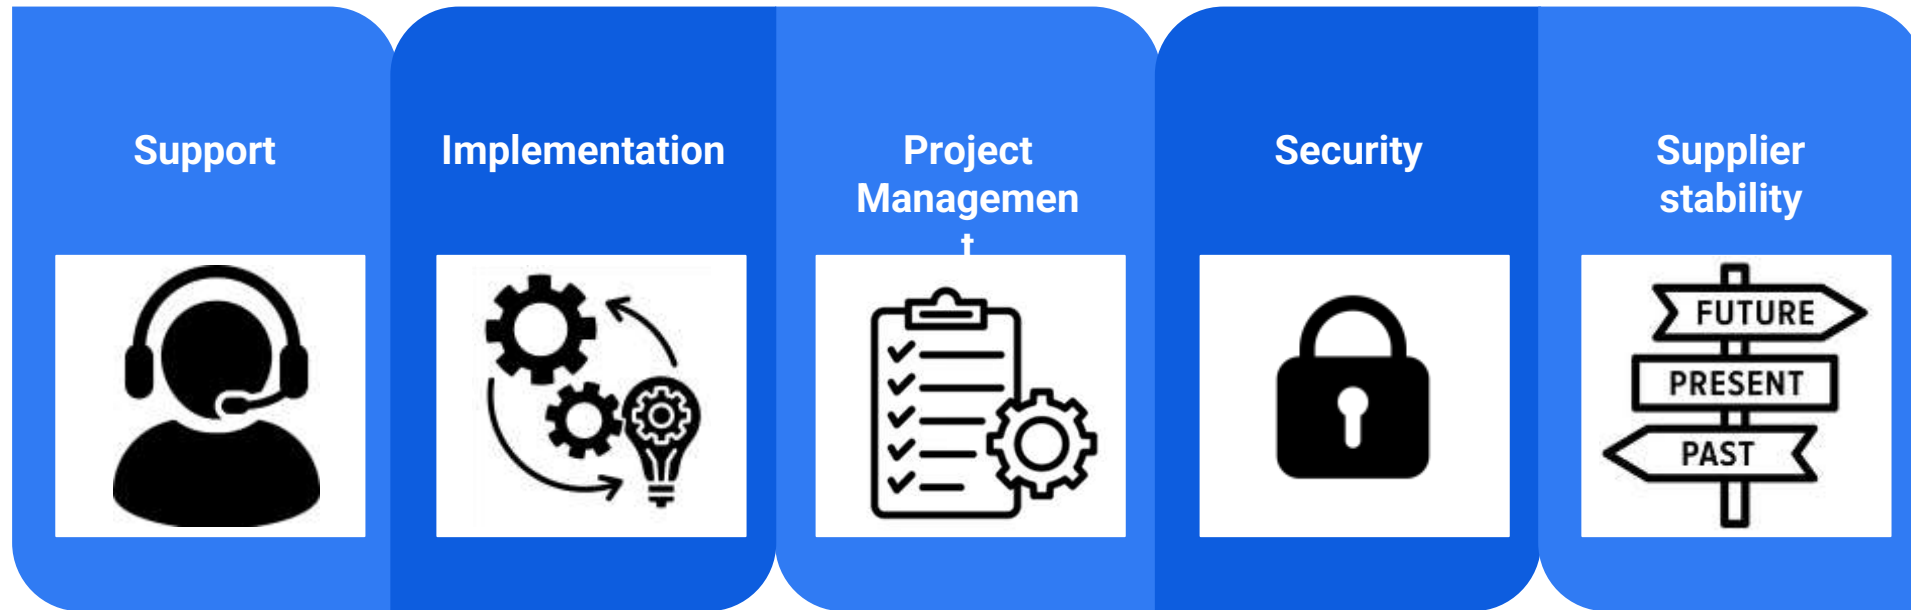 Support
Implementation
Project
Managemen
t
Security
Supplier
stability
FUTURE
PRESENT
PAST